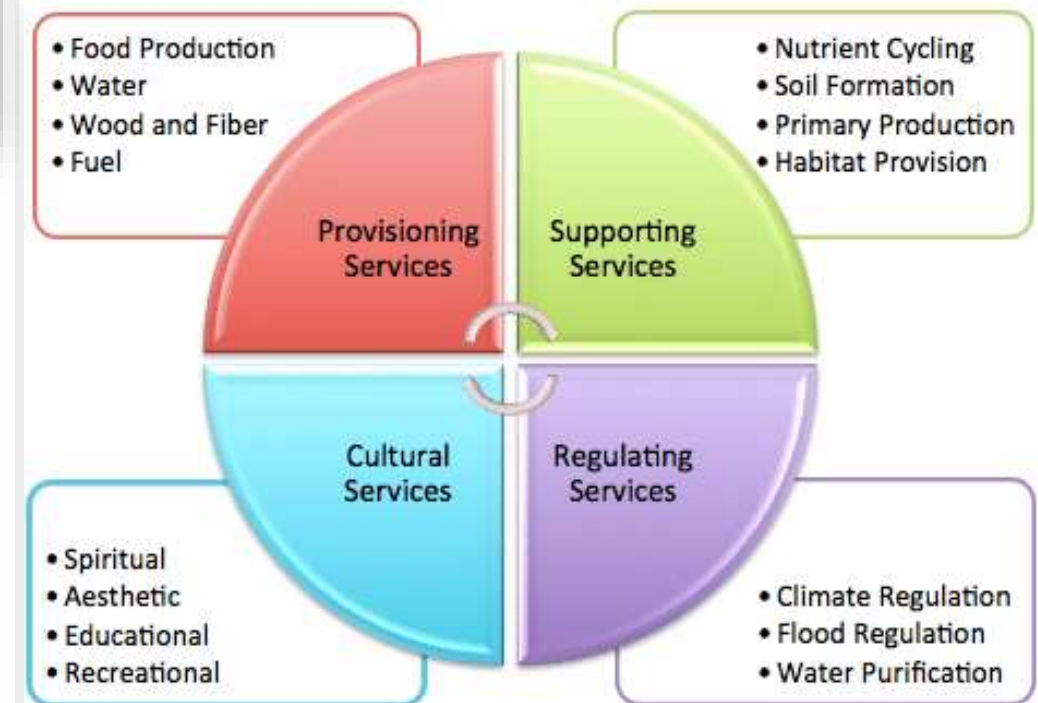 • Food Production
• Water
• Wood and Fiber
• Fuel
• Nutrient Cycling
• Soil Formation
• Primary Production
• Habitat Provision
Provisioning
Services
Supporting
Services
Cultural
Services
Regulating
Services
• Spiritual
• Aesthetic
• Educational
• Recreational
• Climate Regulation
• Flood Regulation
• Water Purification